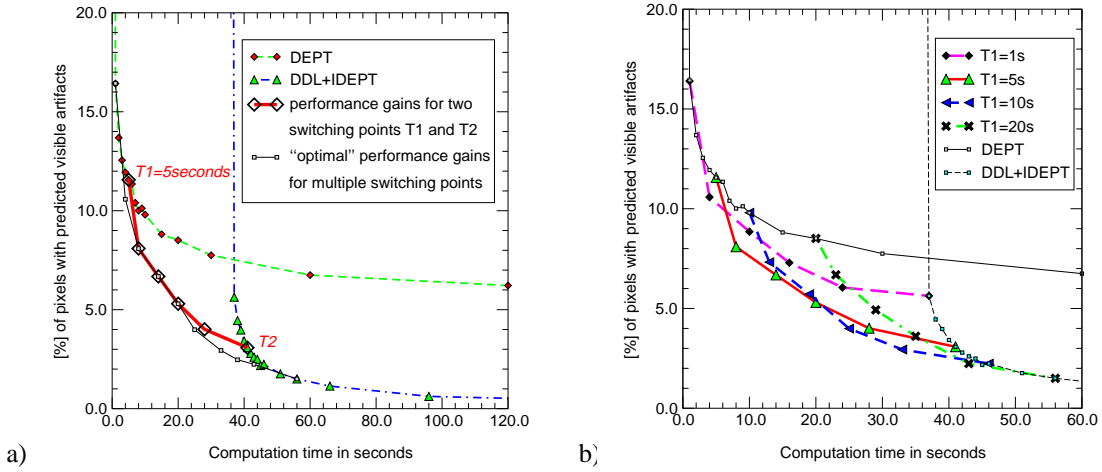 20.0
15.0
10.0
5.0
0.0
[%] of pixels with predicted visible artifacts
DEPT
DDL+IDEPT
performance gains for two
switching points T1 and T2
"optimal" performance gains
for multiple switching points
T1=5seconds
T2
0.0 20.0 40.0 60.0 80.0 100.0 120.0
Computation time in seconds
a)
20.0
15.0
10.0
5.0
0.0
[%] of pixels with predicted visible artifacts
T1=1s
T1=5s
T1=10s
T1=20s
DEPT
DDL+IDEPT
0.0 10.0 20.0 30.0 40.0 50.0 60.0
Computation time in seconds
b)